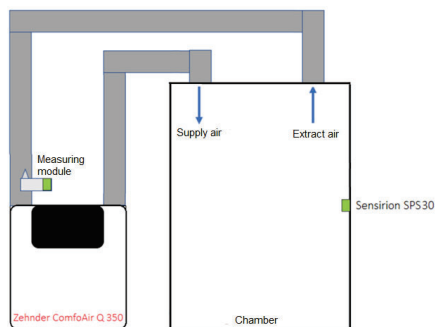 Supply air
Extract air
Measuring
module
Sensirion SPS30
Zehnder ComfoAir Q 350
Chamber